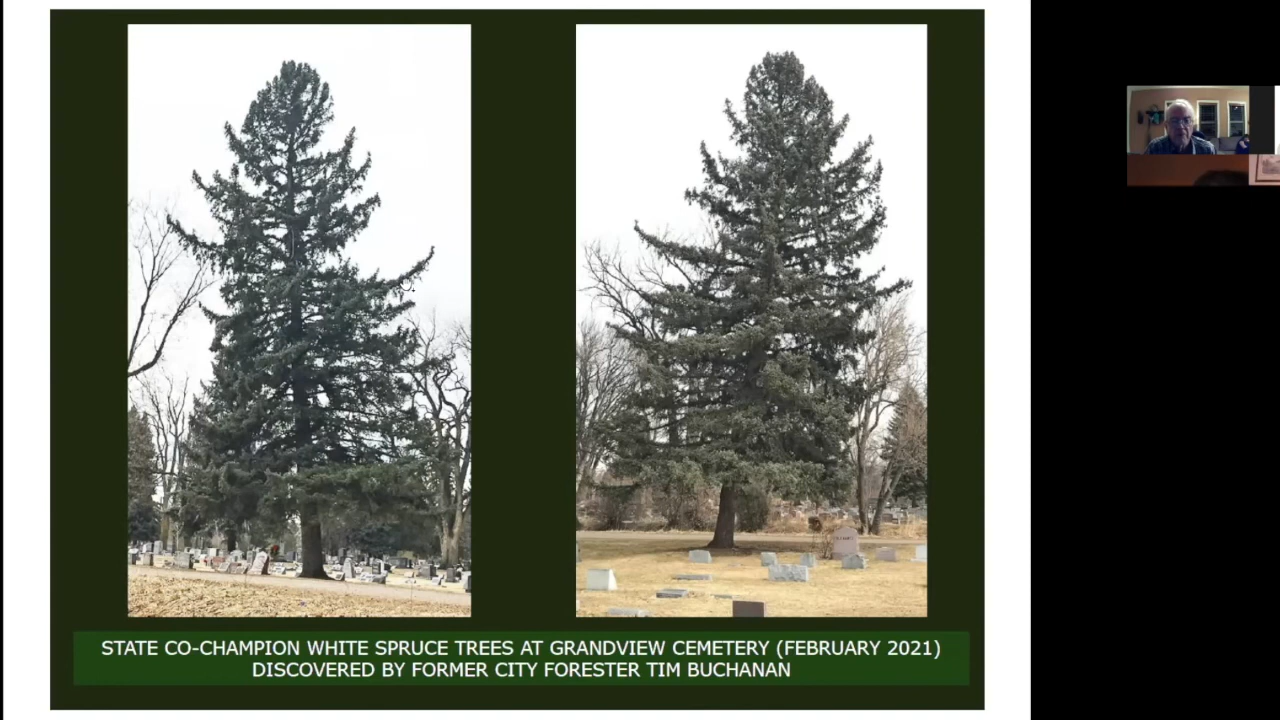 STATE CO-CHAMPION WHITE SPRUCE TREES AT GRANDVIEW CEMETERY (FEBRUARY 2021)
DISCOVERED BY FORMER CITY FORESTER TIM BUCHANAN